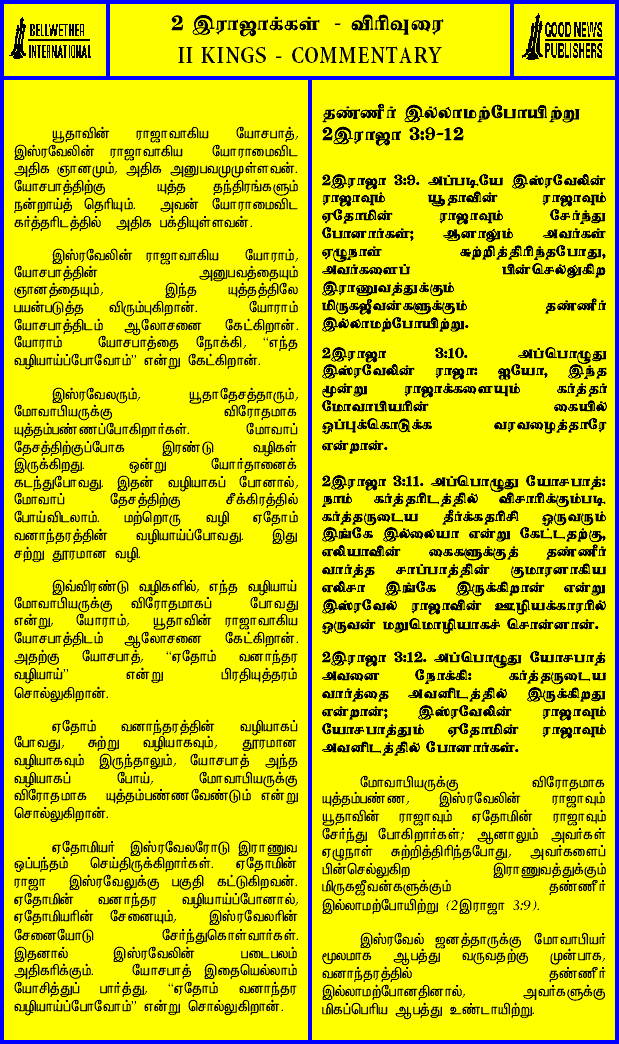 BELLWETHER
INTERNATIONAL
2 இராஜாக்கள் - விரிவுரை
II KINGS - COMMENTARY
GOOD NEWS
PUBLISHERS
யூதாவின் ராஜாவாகிய யோசபாத்,
இஸ்ரவேலின் ராஜாவாகிய யோராமைவிட
அதிக ஞானமும், அதிக அனுபவமுமுள்ளவன்.
யோசபாத்திற்கு யுத்த தந்திரங்களும்
நன்றாய்த் தெரியும். அவன் யோராமைவிட
கர்த்தரிடத்தில் அதிக பக்தியுள்ளவன்.
இஸ்ரவேலின் ராஜாவாகிய யோராம்,
யோசபாத்தின் அனுபவத்தையும்
ஞானத்தையும், இந்த யுத்தத்திலே
பயன்படுத்த விரும்புகிறான். யோராம்
யோசபாத்திடம் ஆலோசனை கேட்கிறான்.
யோராம் யோசபாத்தை நோக்கி, “எந்த
வழியாய்ப்போவோம்” என்று கேட்கிறான்.
இஸ்ரவேலரும், யூதாதேசத்தாரும்,
மோவாபியருக்கு விரோதமாக
யுத்தம்பண்ணப்போகிறார்கள். மோவாப்
தேசத்திற்குப்போக இரண்டு வழிகள்
இருக்கிறது. ஒன்று யோர்தானைக்
கடந்துபோவது. இதன் வழியாகப் போனால்,
மோவாப் தேசத்திற்கு சீக்கிரத்தில்
போய்விடலாம். மற்றொரு வழி ஏதோம்
வனாந்தரத்தின் வழியாய்ப்போவது. இது
சற்று தூரமான வழி.
இவ்விரண்டு வழிகளில், எந்த வழியாய்
மோவாபியருக்கு விரோதமாகப் போவது
என்று, யோராம், யூதாவின் ராஜாவாகிய
யோசபாத்திடம் ஆலோசனை கேட்கிறான்.
அதற்கு யோசபாத், “ஏதோம் வனாந்தர
வழியாய்” என்று பிரதியுத்தரம்
சொல்லுகிறான்.
ஏதோம் வனாந்தரத்தின் வழியாகப்
போவது, சுற்று வழியாகவும், தூரமான
வழியாகவும் இருந்தாலும், யோசபாத் அந்த
வழியாகப் போய், மோவாபியருக்கு
விரோதமாக யுத்தம்பண்ணவேண்டும் என்று
சொல்லுகிறான்.
ஏதோமியர் இஸ்ரவேலரோடு இராணுவ
ஒப்பந்தம் செய்திருக்கிறார்கள். ஏதோமின்
ராஜா இஸ்ரவேலுக்கு பகுதி கட்டுகிறவன்.
ஏதோமின் வனாந்தர வழியாய்ப்போனால்,
ஏதோமியரின் சேனையும், இஸ்ரவேலரின்
சேனையோடு சேர்ந்துகொள்வார்கள்.
இதனால் இஸ்ரவேலின் படைபலம்
அதிகரிக்கும். யோசபாத் இதையெல்லாம்
யோசித்துப் பார்த்து, “ஏதோம் வனாந்தர
வழியாய்ப்போவோம்” என்று சொல்லுகிறான்.
தண்ணீர் இல்லாமற்போயிற்று
2இராஜா 3:9-12
2இராஜா 3:9. அப்படியே இஸ்ரவேலின்
ராஜாவும் யூதாவின் ராஜாவும்
ஏதோமின் ராஜாவும் சேர்ந்து
போனார்கள்; ஆனாலும் அவர்கள்
ஏழுநாள் சுற்றித்திரிந்தபோது,
அவர்களைப் பின்செல்லுகிற
இராணுவத்துக்கும்
மிருகஜீவன்களுக்கும் தண்ணீர்
இல்லாமற்போயிற்று.
2இராஜா 3:10. அப்பொழுது
இஸ்ரவேலின் ராஜா: ஐயோ, இந்த
மூன்று ராஜாக்களையும் கர்த்தர்
மோவாபியரின் கையில்
ஒப்புக்கொடுக்க வரவழைத்தாரே
என்றான்.
2இராஜா 3:11. அப்பொழுது யோசபாத்:
நாம் கர்த்தரிடத்தில் விசாரிக்கும்படி
கர்த்தருடைய தீர்க்கதரிசி ஒருவரும்
இங்கே இல்லையா என்று கேட்டதற்கு,
எலியாவின் கைகளுக்குத் தண்ணீர்
வார்த்த சாப்பாத்தின் குமாரனாகிய
எலிசா இங்கே இருக்கிறான் என்று
இஸ்ரவேல் ராஜாவின் ஊழியக்காரரில்
ஒருவன் மறுமொழியாகச் சொன்னான்.
2இராஜா 3:12. அப்பொழுது யோசபாத்
அவனை நோக்கி: கர்த்தருடைய
வார்த்தை அவனிடத்தில் இருக்கிறது
என்றான்; இஸ்ரவேலின் ராஜாவும்
யோசபாத்தும் ஏதோமின் ராஜாவும்
அவனிடத்தில் போனார்கள்.
மோவாபியருக்கு விரோதமாக
யுத்தம்பண்ண, இஸ்ரவேலின் ராஜாவும்
யூதாவின் ராஜாவும் ஏதோமின் ராஜாவும்
சேர்ந்து போகிறார்கள்; ஆனாலும் அவர்கள்
ஏழுநாள் சுற்றித்திரிந்தபோது, அவர்களைப்
பின்செல்லுகிற இராணுவத்துக்கும்
மிருகஜீவன்களுக்கும் தண்ணீர்
இல்லாமற்போயிற்று (2இராஜா 3:9).
இஸ்ரவேல் ஜனத்தாருக்கு மோவாபியர்
மூலமாக ஆபத்து வருவதற்கு முன்பாக,
வனாந்தரத்தில் தண்ணீர்
இல்லாமற்போனதினால், அவர்களுக்கு
மிகப்பெரிய ஆபத்து உண்டாயிற்று.